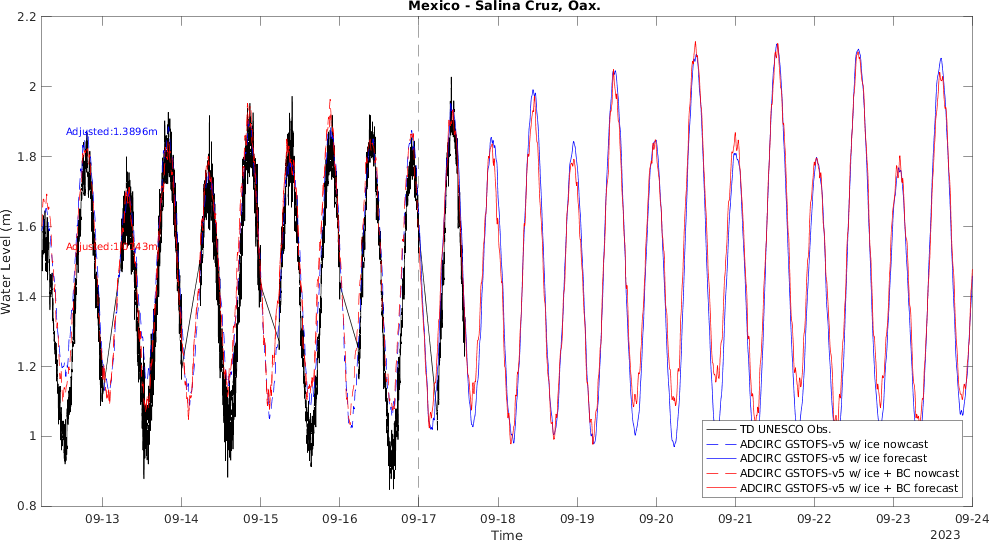 Mexico - Salina Cruz, Oax.
Water Level (m)
2.2
2
1.8
1.6
1.4
1.2
1
0.8
Adjusted:1.3896m
TD UNESCO Obs.
ADCIRC GSTOFS-v5 w/ ice nowcast
ADCIRC GSTOFS-v5 w/ ice forecast
ADCIRC GSTOFS-v5 w/ ice + BC nowcast
ADCIRC GSTOFS-v5 w/ ice + BC forecast
09-13
09-14
09-15
09-16
09-17
09-18
09-19
09-20
09-21
09-22
09-23
09-24
Time
2023